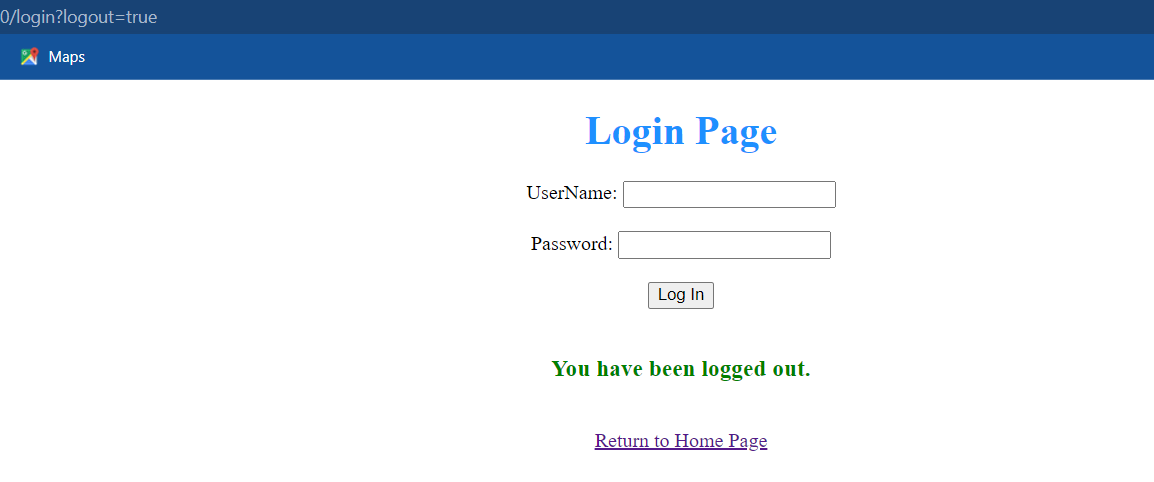 0/login?logout=true
Maps
Login Page
UserName:
Password:
Log In
You have been logged out.
Return to Home Page